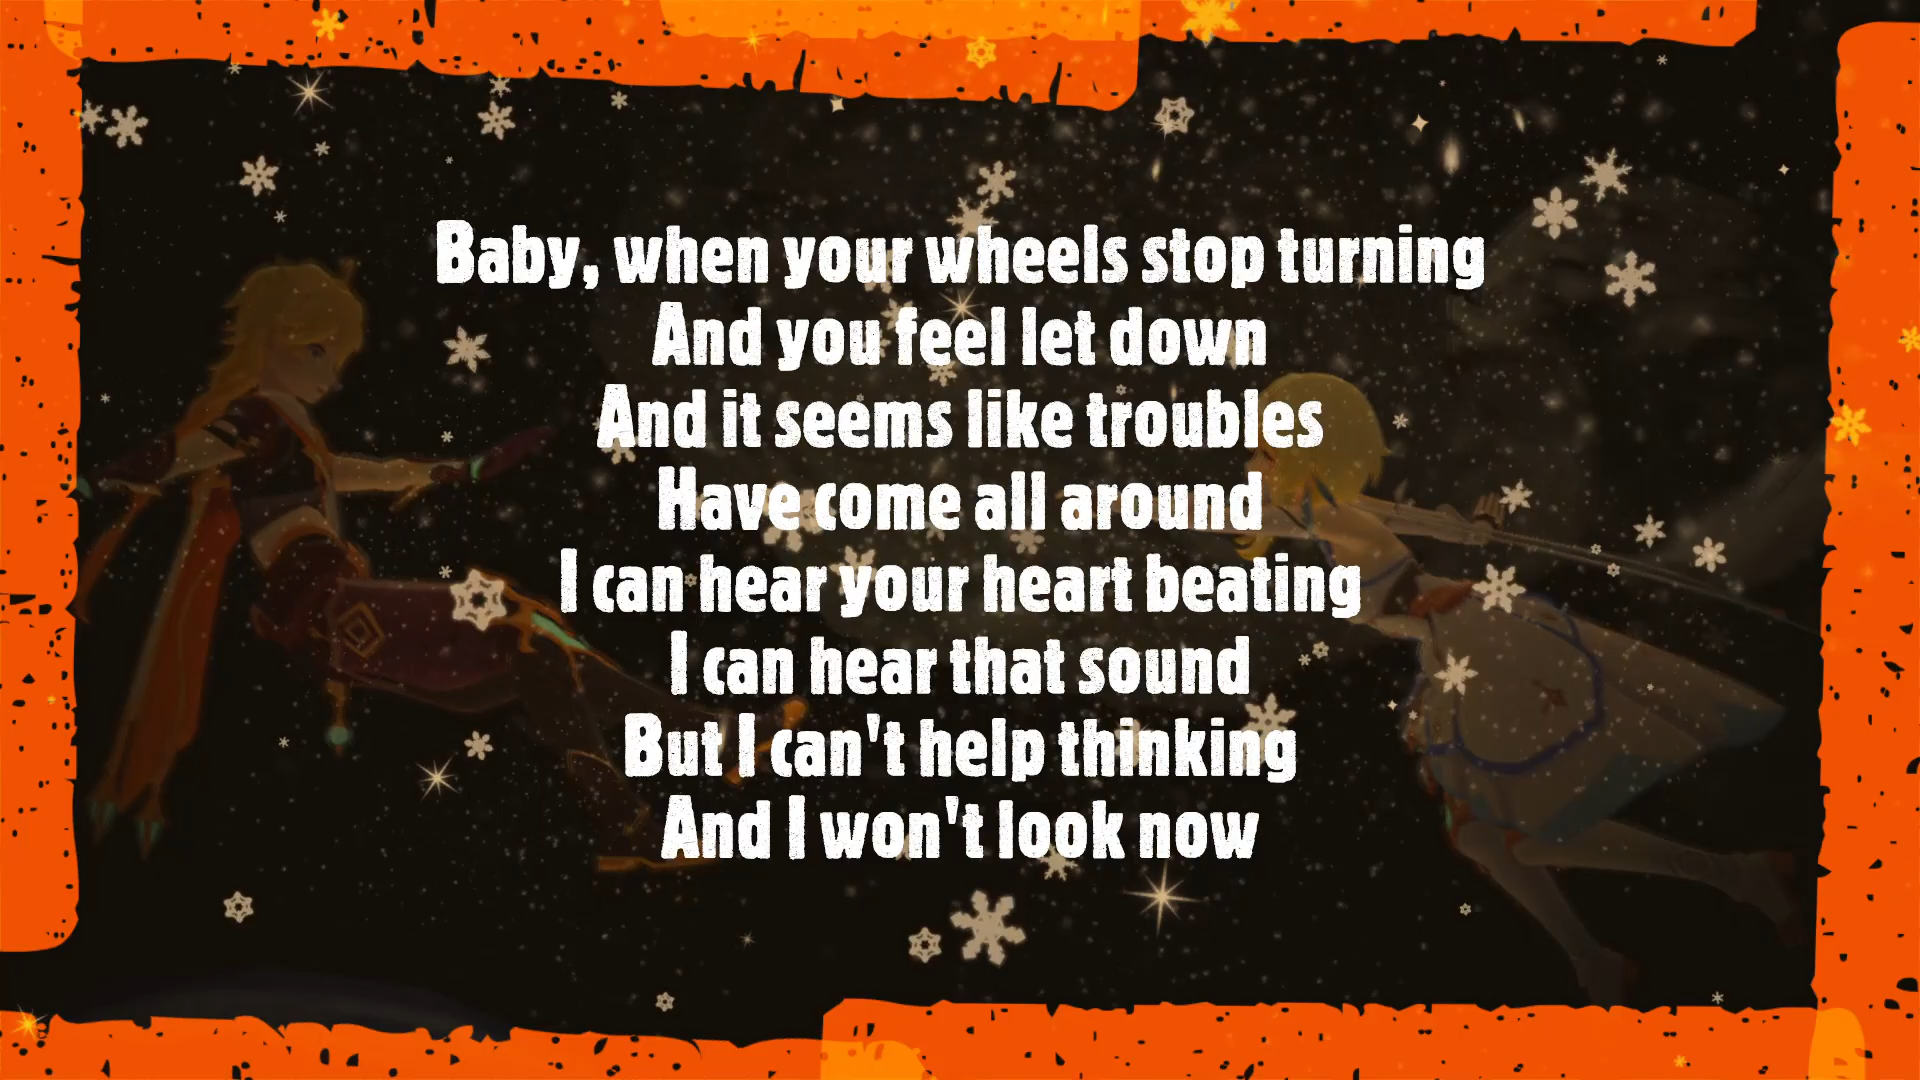 Baby, when your wheels stop turning
And you feel let down
And it seems like troubles
Have come all around
I can hear your heart beating
I can hear that sound
But I can't help thinking
And I won't look now